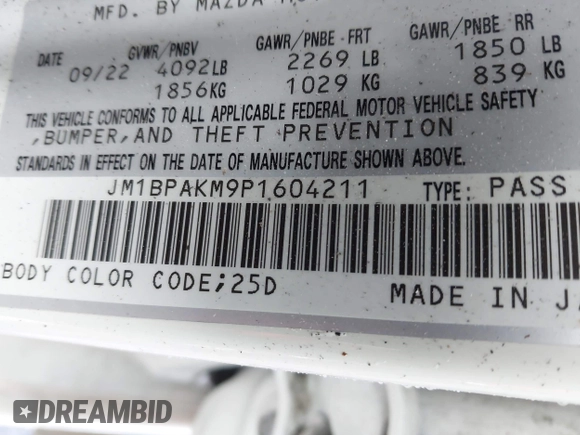 MFD. BY MAZDA
DATE GVWR/PNBV GAWR/PNBE FRT GAWR/PNBE RR
09/22 4092LB 2269 LB 1850 LB
1856KG 1029 KG 839 KG
THIS VEHICLE CONFORMS TO ALL APPLICABLE FEDERAL MOTOR VEHICLE SAFETY
,BUMPER,AND THEFT PREVENTION
STANDARDS IN EFFECT ON THE DATE OF MANUFACTURE SHOWN ABOVE.
JM1BPAKM9P1604211 TYPE: PASS
BODY COLOR CODE;25D MADE IN JA
DREAMBID